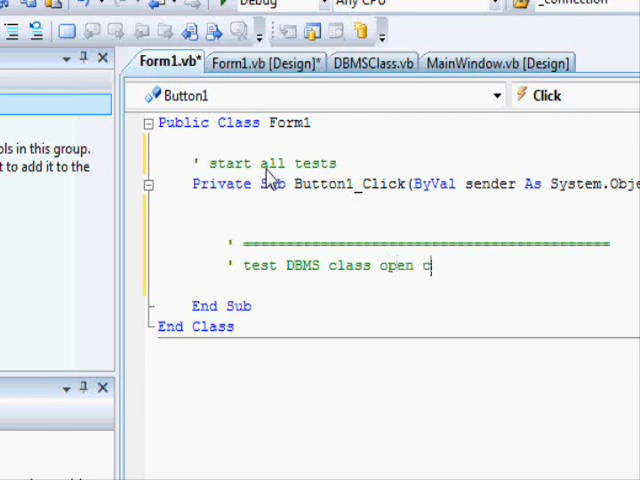 Debug Any CPU _connection
Form1.vb* Form1.vb [Design]* DBMSClass.vb MainWindow.vb [Design]
Button1 Click
ols in this group.
t to add it to the
Public Class Form1
' start all tests
Private Sub Button1_Click(ByVal sender As System.Obje
' ===========================================
' test DBMS class open c
End Sub
End Class